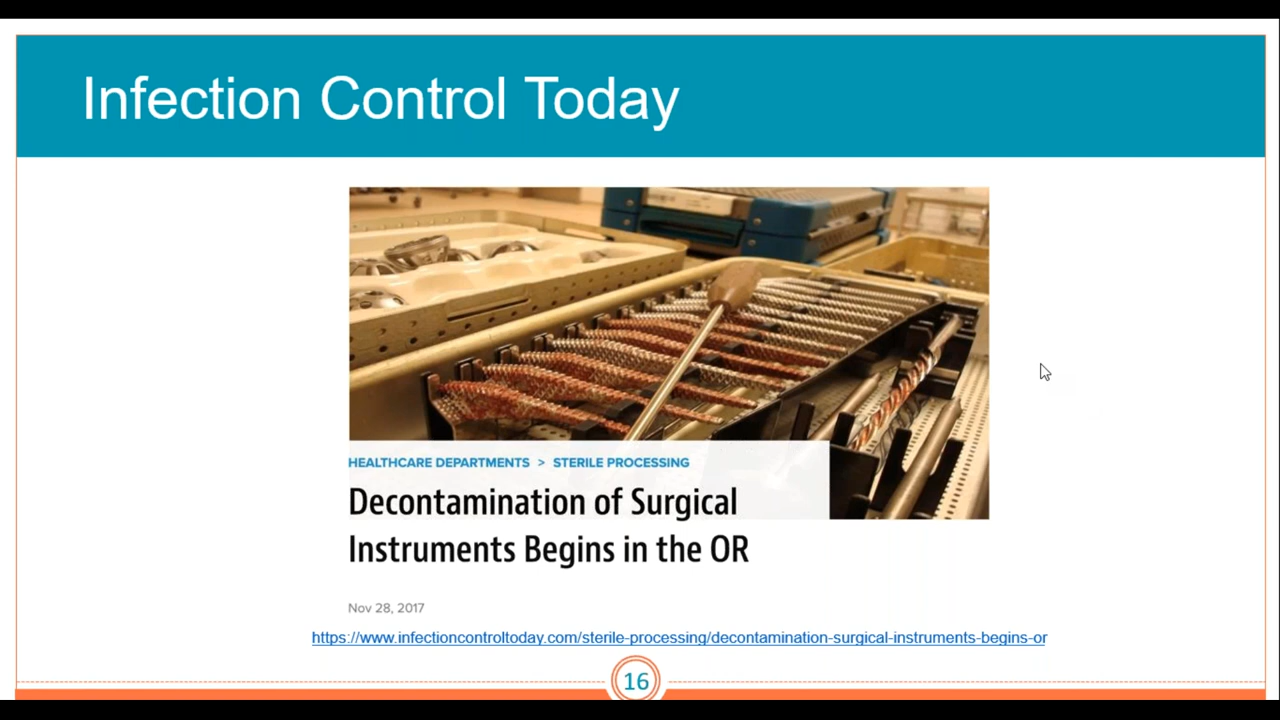 Infection Control Today
HEALTHCARE DEPARTMENTS > STERILE PROCESSING
Decontamination of Surgical
Instruments Begins in the OR
Nov 28, 2017
https://www.infectioncontroltoday.com/sterile-processing/decontamination-surgical-instruments-begins-or
16